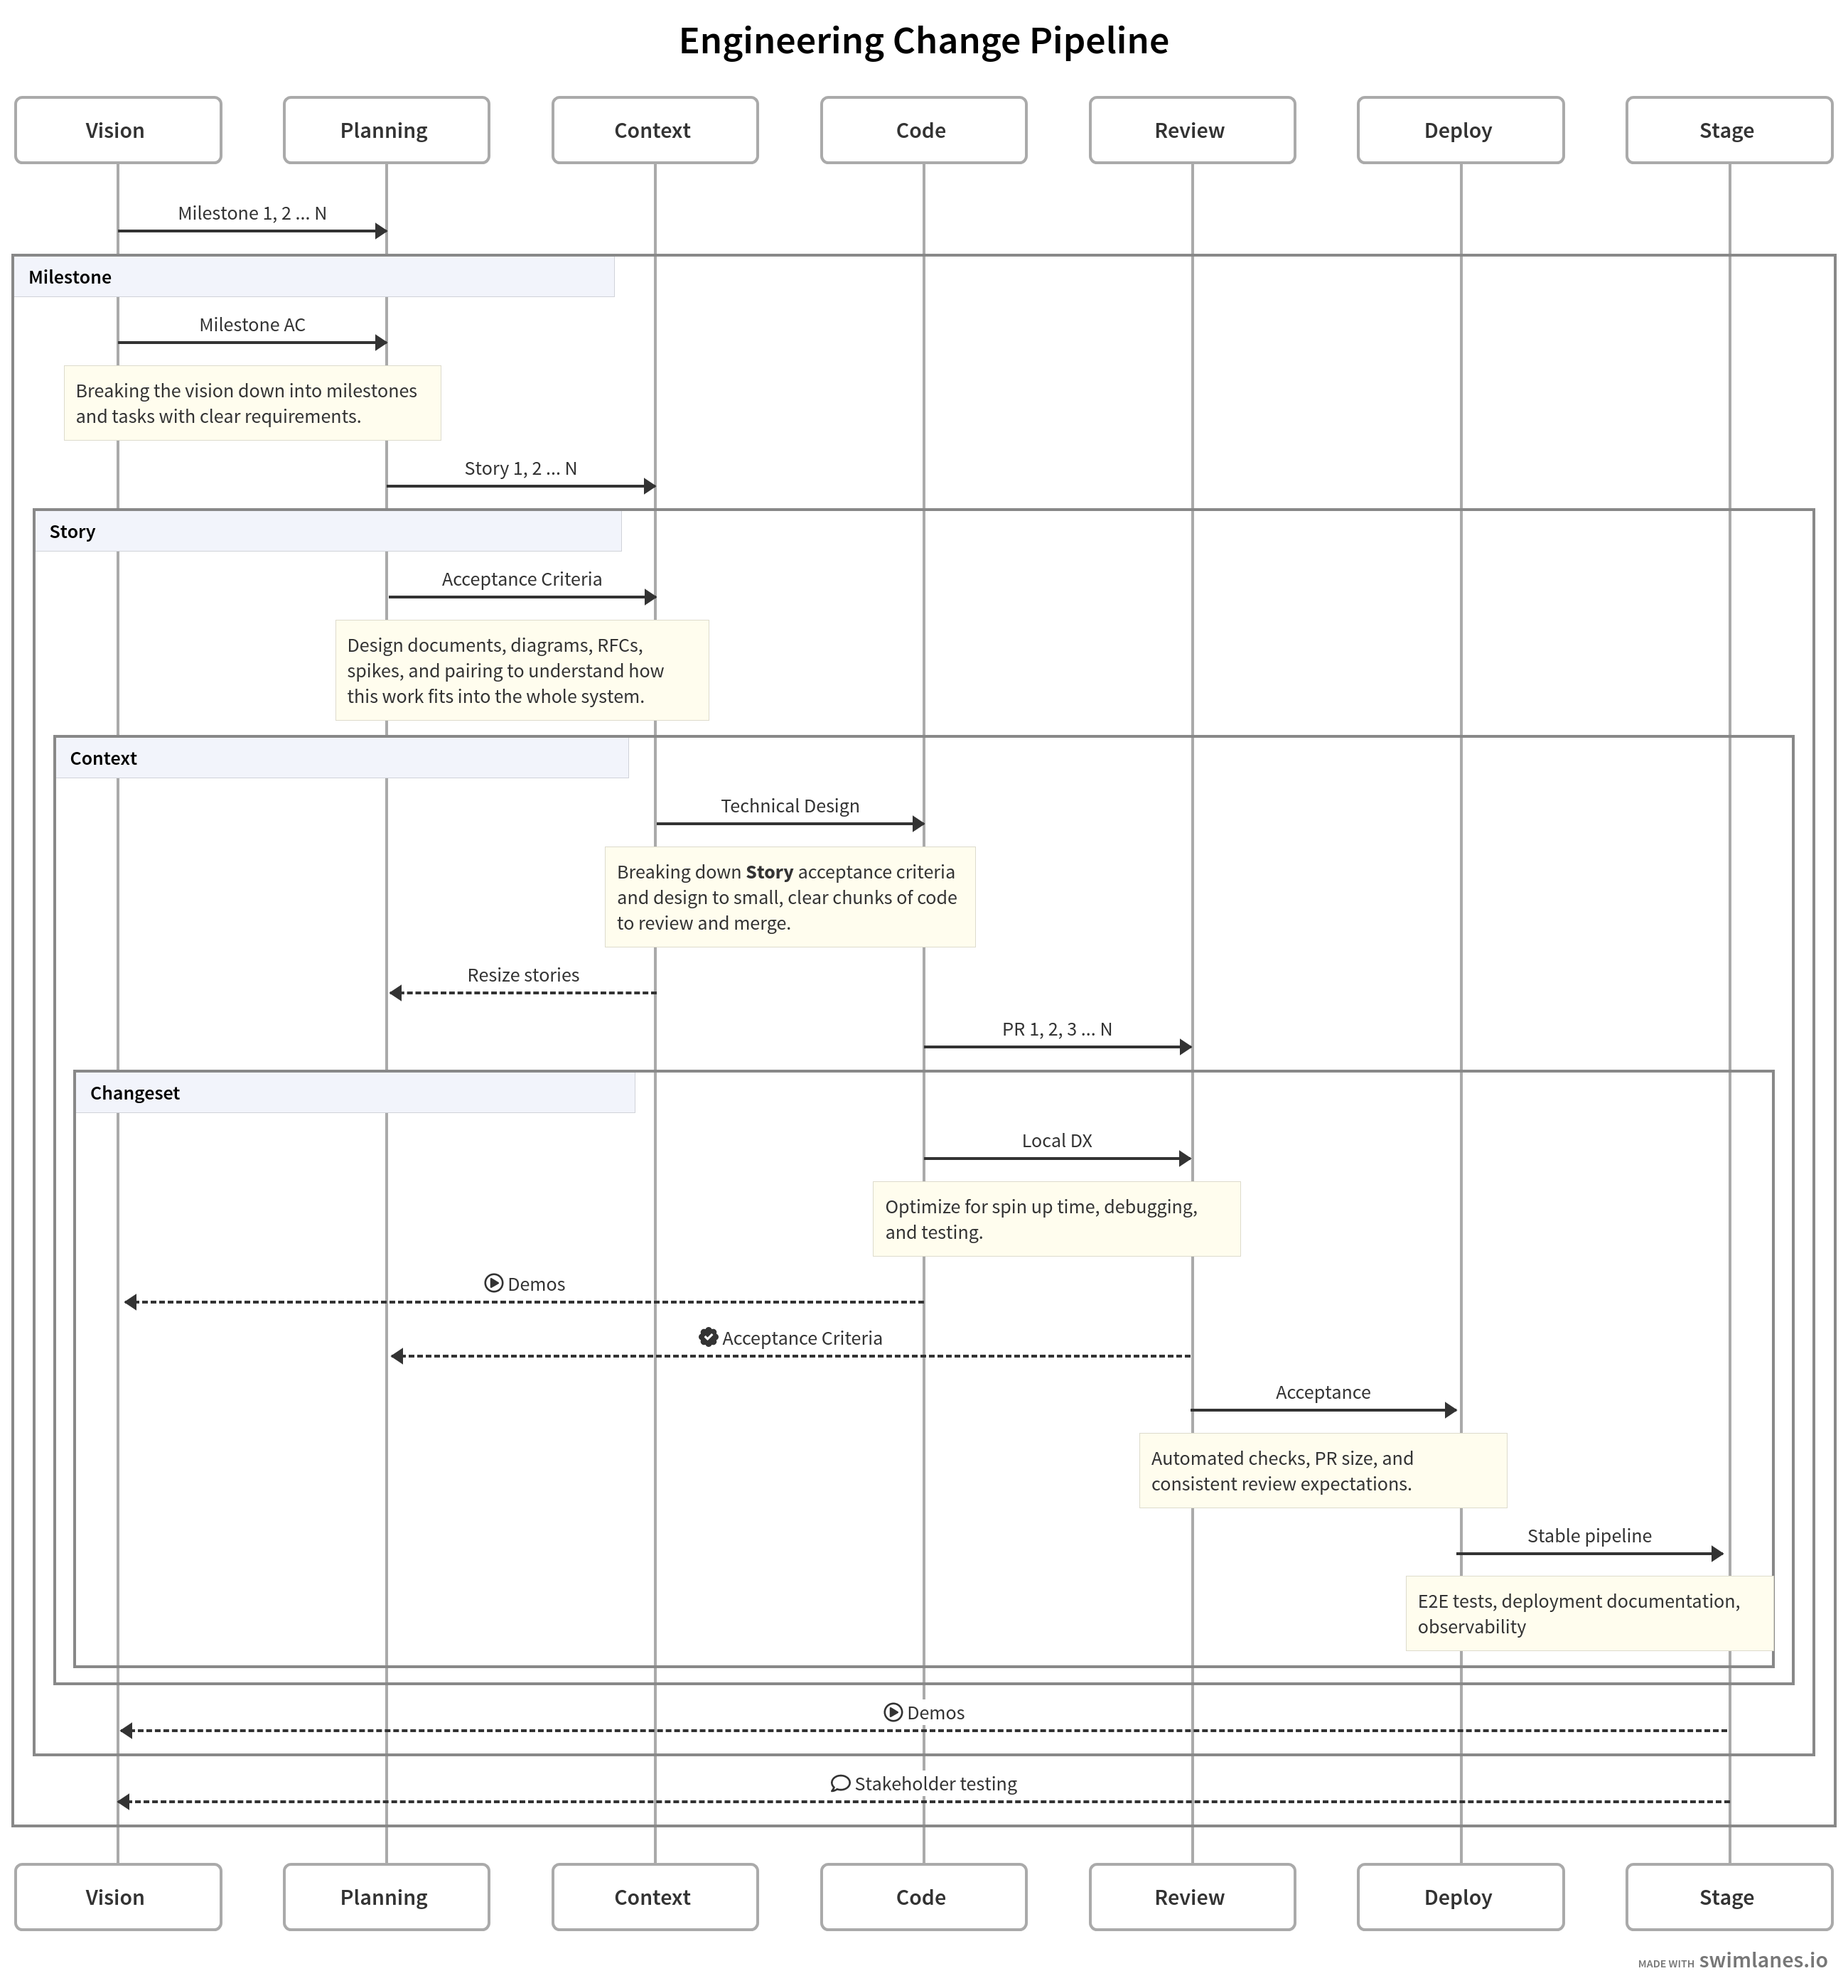 Engineering Change Pipeline
Vision
Planning
Context
Code
Review
Deploy
Stage
Milestone 1, 2 ... N
Milestone
Milestone AC
Breaking the vision down into milestones
and tasks with clear requirements.
Story 1, 2 ... N
Story
Acceptance Criteria
Design documents, diagrams, RFCs,
spikes, and pairing to understand how
this work fits into the whole system.
Context
Technical Design
Breaking down Story acceptance criteria
and design to small, clear chunks of code
to review and merge.
Resize stories
PR 1, 2, 3 ... N
Changeset
Local DX
Optimize for spin up time, debugging,
and testing.
Demos
Acceptance Criteria
Acceptance
Automated checks, PR size, and
consistent review expectations.
Stable pipeline
E2E tests, deployment documentation,
observability
Demos
Stakeholder testing
Vision
Planning
Context
Code
Review
Deploy
Stage
MADE WITH swimlanes.io